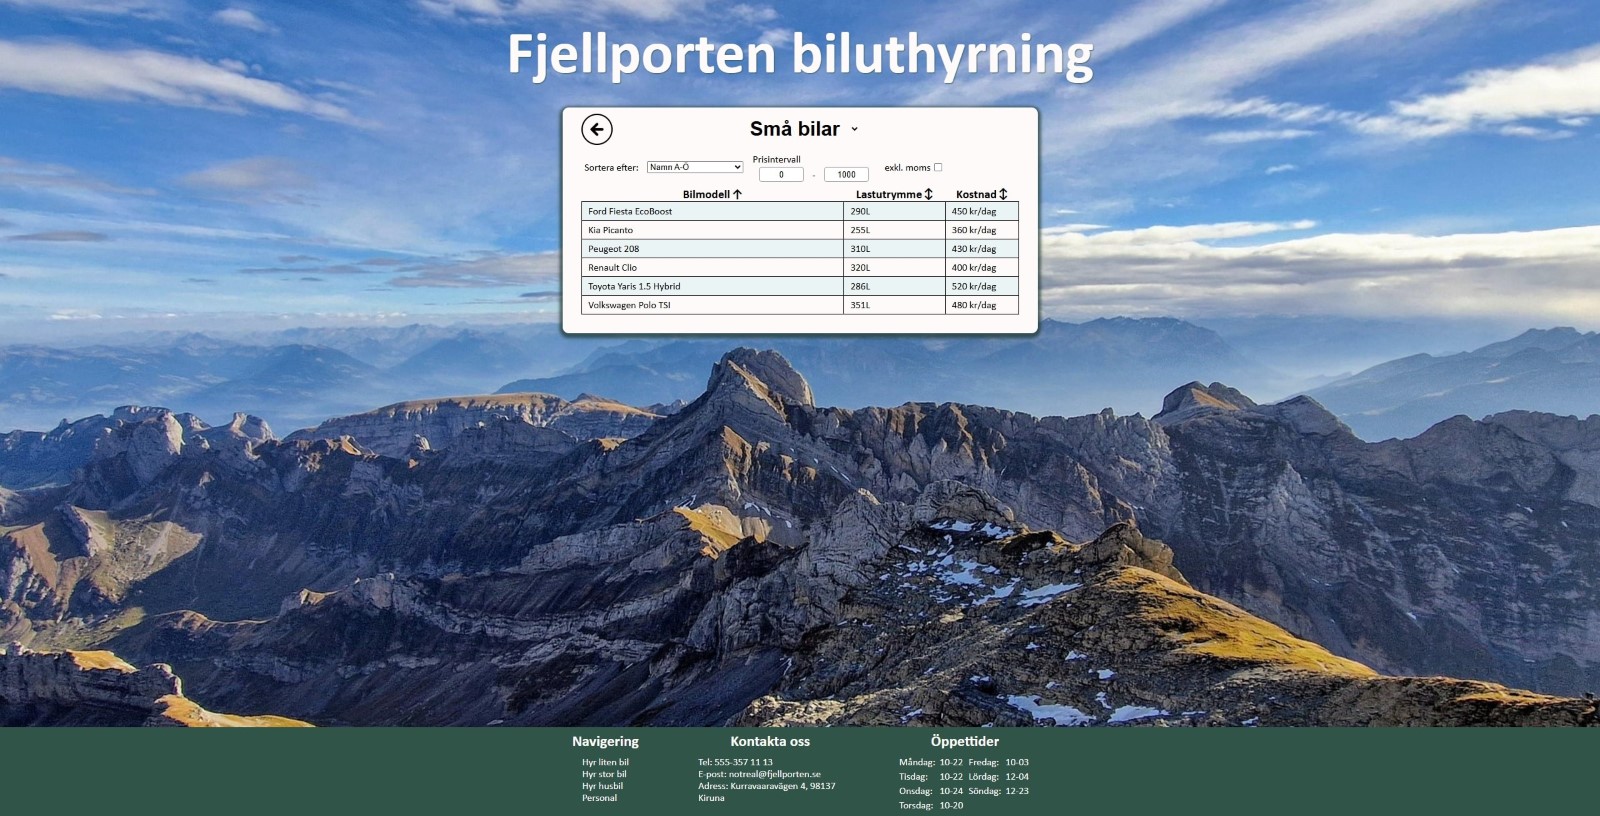 Fjellporten biluthyrning
Små bilar
Sortera efter: Namn A-Ö Prisintervall 0 - 1000 exkl. moms
Bilmodell Lastutrymme Kostnad
Ford Fiesta EcoBoost 290L 450 kr/dag
Kia Picanto 255L 360 kr/dag
Peugeot 208 310L 430 kr/dag
Renault Clio 320L 400 kr/dag
Toyota Yaris 1.5 Hybrid 286L 520 kr/dag
Volkswagen Polo TSI 351L 480 kr/dag
Navigering
Hyr liten bil
Hyr stor bil
Hyr husbil
Personal
Kontakta oss
Tel: 555-357 11 13
E-post: notreal@fjellporten.se
Adress: Kurravaaravägen 4, 98137
Kiruna
Öppettider
Måndag: 10-22 Fredag: 10-03
Tisdag: 10-22 Lördag: 12-04
Onsdag: 10-24 Söndag: 12-23
Torsdag: 10-20